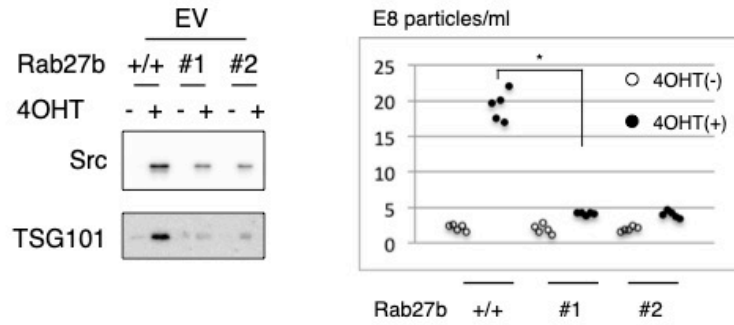 EV
Rab27b +/+ #1 #2
4OHT - + - + - +
Src
TSG101
E8 particles/ml
25
20
15
10
5
0
*
4OHT(-)
4OHT(+)
Rab27b +/+ #1 #2